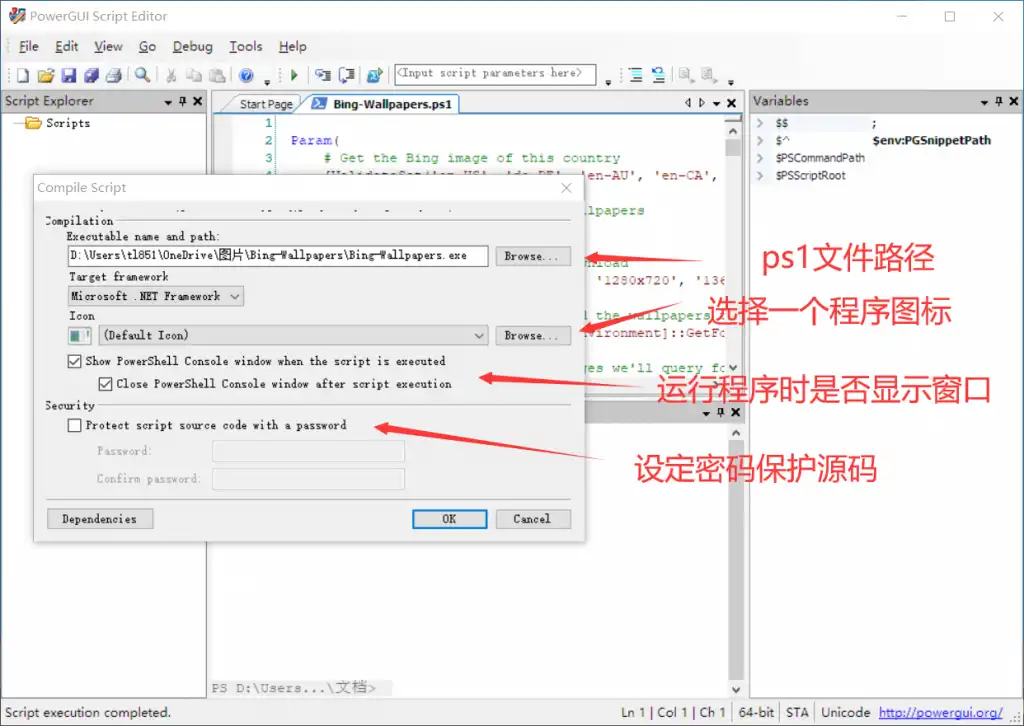 PowerGUI Script Editor
File Edit View Go Debug Tools Help
<Input script parameters here>
Script Explorer
Scripts
Start Page
Bing-Wallpapers.ps1
1
2
3
Param(
# Get the Bing image of this country
'en-AU', 'en-CA',
lpapers
'1280x720', '136
d the wallpapers
vironment]::GetFo
ges we'll query fo
Variables
$$ ;
$^ $env:PGSnippetPath
$PSCommandPath
$PSScriptRoot
Compile Script
Compilation
Executable name and path:
D:\Users\tl851\OneDrive\图片\Bing-Wallpapers\Bing-Wallpapers.exe
Browse...
Target framework
Microsoft .NET Framework
Icon
(Default Icon)
Browse...
Show PowerShell Console window when the script is executed
Close PowerShell Console window after script execution
Security
Protect script source code with a password
Password:
Confirm password:
Dependencies
OK
Cancel
ps1文件路径
选择一个程序图标
运行程序时是否显示窗口
设定密码保护源码
PS D:\Users...\文档>
Script execution completed.
Ln 1 | Col 1 | Ch 1
64-bit
STA
Unicode
http://powergui.org/